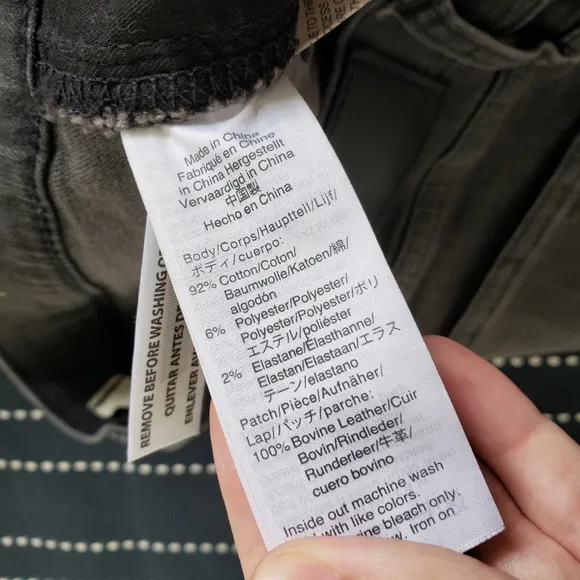 Made in China
Fabriqué en Chine
in China Hergestellt
Vervaardigd in China
中国製
Hecho en China
Body/Corps/Hauptteil/Lijf/
ボディ/cuerpo:
92% Cotton/Coton/
Baumwolle/Katoen/綿/
algodón
6% Polyester/Polyester/
Polyester/Polyester/ポリ
エステル/poliéster
2% Elastane/Élasthanne/
Elastan/Elastaan/エラス
テーン/elastano
Patch/Pièce/Aufnäher/
Lap/パッチ/parche:
100% Bovine Leather/Cuir
Bovin/Rindleder/
Runderleer/牛革/
cuero bovino
Inside out machine wash
with like colors.
bleach only.
Iron on
REMOVE BEFORE WASHING
QUITAR ANTES DE
ENLEVER A